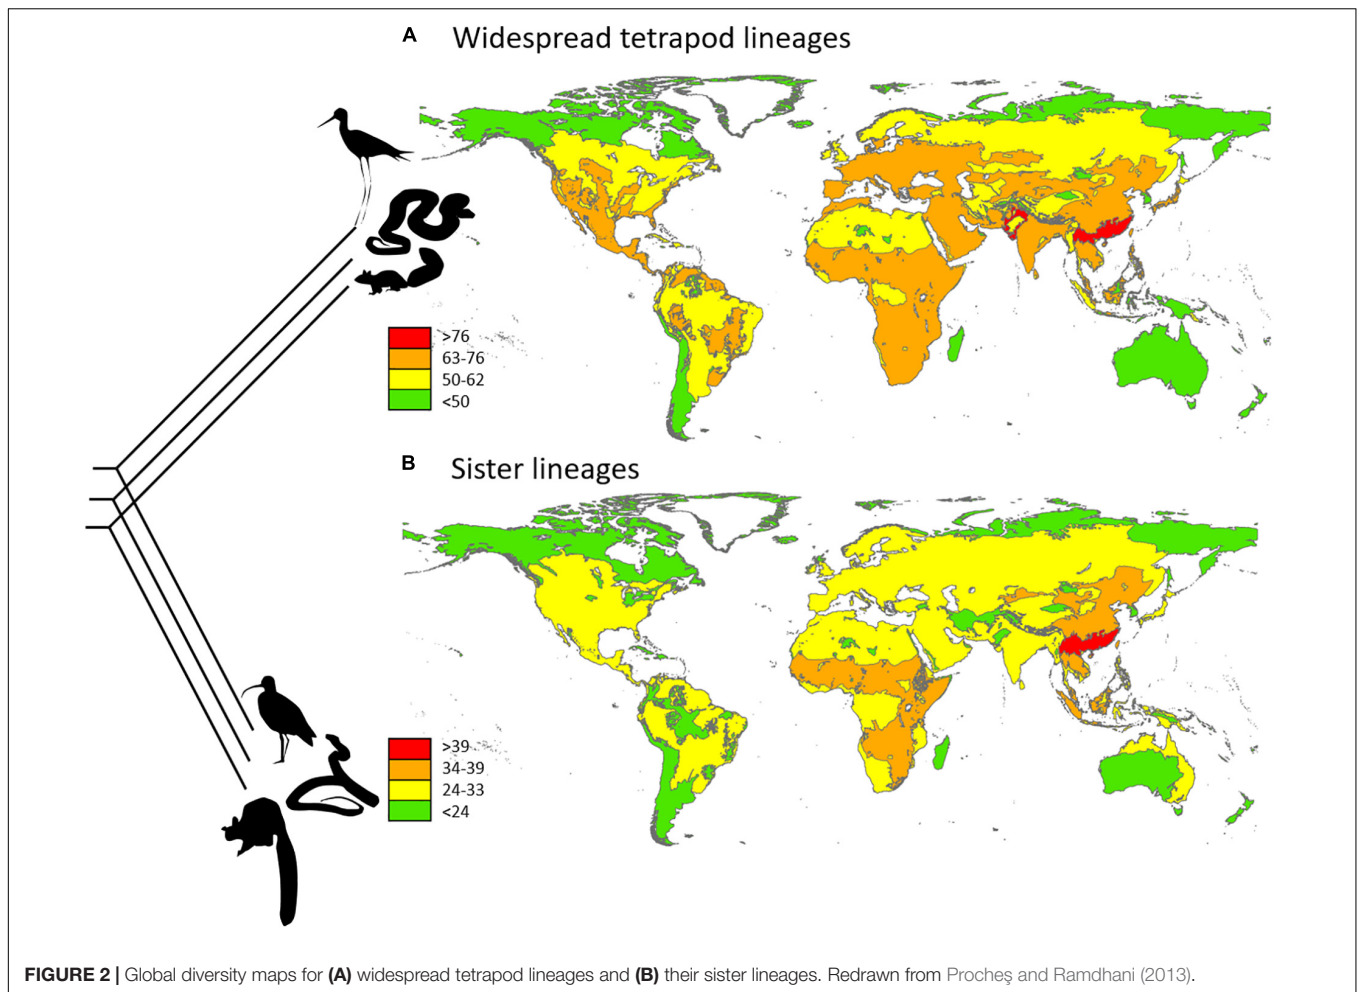 A Widespread tetrapod lineages
>76
63-76
50-62
<50
B Sister lineages
>39
34-39
24-33
<24
FIGURE 2 | Global diversity maps for (A) widespread tetrapod lineages and (B) their sister lineages. Redrawn from Procheş and Ramdhani (2013).